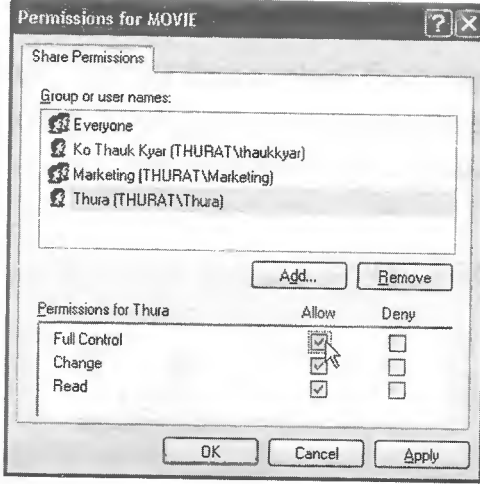 Permissions for MOVIE
Share Permissions
Group or user names:
Everyone
Ko Thauk Kyar (THURAT\thaukkyar)
Marketing (THURAT\Marketing)
Thura (THURAT\Thura)
Add... Remove
Permissions for Thura Allow Deny
Full Control
Change
Read
OK Cancel Apply